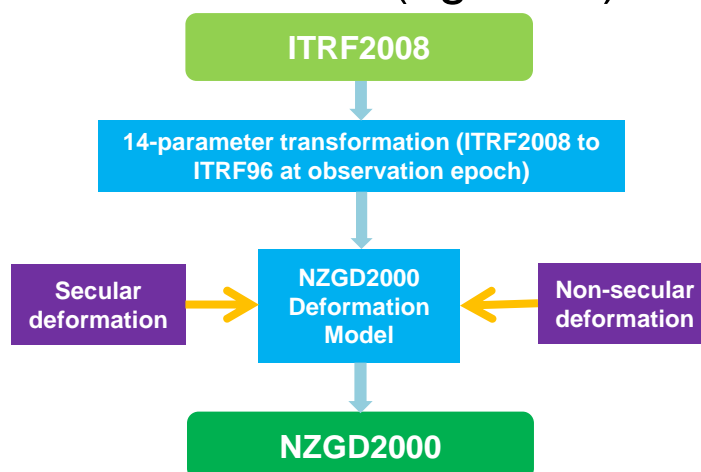 ITRF2008
14-parameter transformation (ITRF2008 to
ITRF96 at observation epoch)
Secular
deformation
NZGD2000
Deformation
Model
Non-secular
deformation
NZGD2000